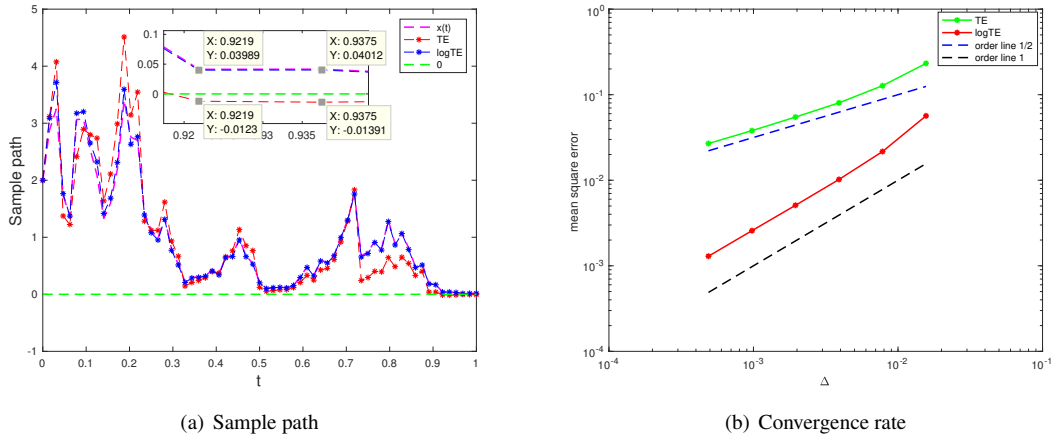 5
4
3
2
1
0
-1
Sample path
0 0.1 0.2 0.3 0.4 0.5 0.6 0.7 0.8 0.9 1
t
x(t)
TE
logTE
0
0.1
0.05
0
0.92
0.935
X: 0.9219
Y: 0.03989
X: 0.9375
Y: 0.04012
X: 0.9219
Y: -0.0123
X: 0.9375
Y: -0.01391
(a) Sample path
10^0
10^-1
10^-2
10^-3
10^-4
mean square error
10^-4 10^-3 10^-2 10^-1
Δ
TE
logTE
order line 1/2
order line 1
(b) Convergence rate